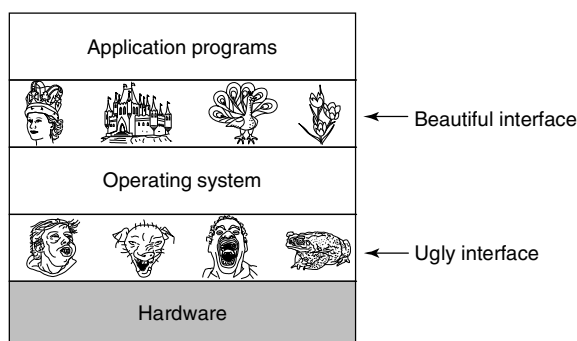 Application programs
Beautiful interface
Operating system
Ugly interface
Hardware